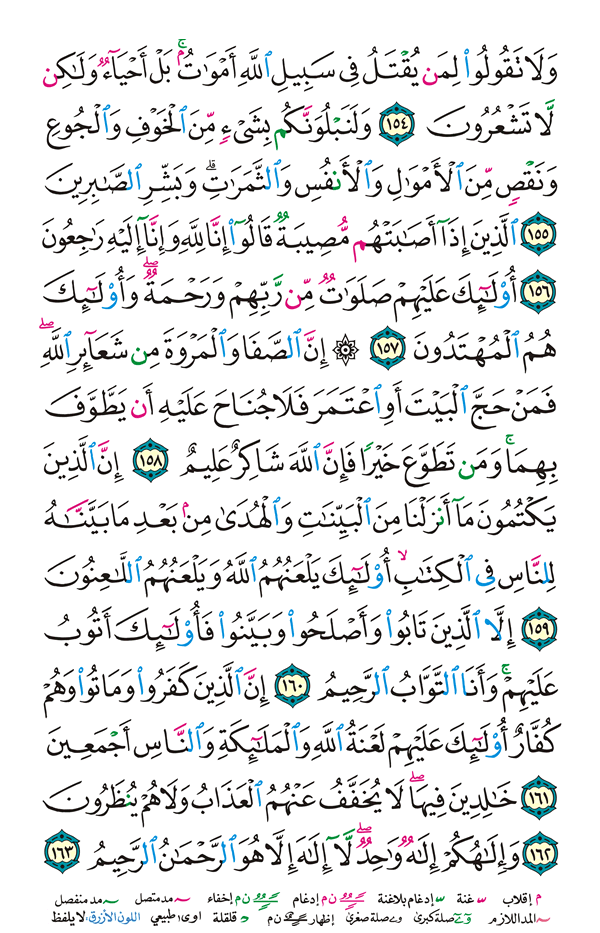 وَلَا تَقُولُوا۟ لِمَن يُقْتَلُ فِى سَبِيلِ ٱللَّهِ أَمْوَٰتٌۢ ۚ بَلْ أَحْيَآءٌ وَلَٰكِن
لَّا تَشْعُرُونَ ١٥٤ وَلَنَبْلُوَنَّكُم بِشَىْءٍ مِّنَ ٱلْخَوْفِ وَٱلْجُوعِ
وَنَقْصٍ مِّنَ ٱلْأَمْوَٰلِ وَٱلْأَنفُسِ وَٱلثَّمَرَٰتِ ۗ وَبَشِّرِ ٱلصَّٰبِرِينَ
١٥٥ ٱلَّذِينَ إِذَآ أَصَٰبَتْهُم مُّصِيبَةٌ قَالُوٓا۟ إِنَّا لِلَّهِ وَإِنَّآ إِلَيْهِ رَٰجِعُونَ
١٥٦ أُو۟لَٰٓئِكَ عَلَيْهِمْ صَلَوَٰتٌ مِّن رَّبِّهِمْ وَرَحْمَةٌ ۖ وَأُو۟لَٰٓئِكَ
هُمُ ٱلْمُهْتَدُونَ ١٥٧ ۞ إِنَّ ٱلصَّفَا وَٱلْمَرْوَةَ مِن شَعَآئِرِ ٱللَّهِ ۖ
فَمَنْ حَجَّ ٱلْبَيْتَ أَوِ ٱعْتَمَرَ فَلَا جُنَاحَ عَلَيْهِ أَن يَطَّوَّفَ
بِهِمَا ۚ وَمَن تَطَوَّعَ خَيْرًا فَإِنَّ ٱللَّهَ شَاكِرٌ عَلِيمٌ ١٥٨ إِنَّ ٱلَّذِينَ
يَكْتُمُونَ مَآ أَنزَلْنَا مِنَ ٱلْبَيِّنَٰتِ وَٱلْهُدَىٰ مِنۢ بَعْدِ مَا بَيَّنَّٰهُ
لِلنَّاسِ فِى ٱلْكِتَٰبِ ۙ أُو۟لَٰٓئِكَ يَلْعَنُهُمُ ٱللَّهُ وَيَلْعَنُهُمُ ٱللَّٰعِنُونَ
١٥٩ إِلَّا ٱلَّذِينَ تَابُوا۟ وَأَصْلَحُوا۟ وَبَيَّنُوا۟ فَأُو۟لَٰٓئِكَ أَتُوبُ
عَلَيْهِمْ ۚ وَأَنَا ٱلتَّوَّابُ ٱلرَّحِيمُ ١٦٠ إِنَّ ٱلَّذِينَ كَفَرُوا۟ وَمَاتُوا۟ وَهُمْ
كُفَّارٌ أُو۟لَٰٓئِكَ عَلَيْهِمْ لَعْنَةُ ٱللَّهِ وَٱلْمَلَٰٓئِكَةِ وَٱلنَّاسِ أَجْمَعِينَ
١٦١ خَٰلِدِينَ فِيهَا ۖ لَا يُخَفَّفُ عَنْهُمُ ٱلْعَذَابُ وَلَا هُمْ يُنظَرُونَ
١٦٢ وَإِلَٰهُكُمْ إِلَٰهٌ وَٰحِدٌ ۖ لَّآ إِلَٰهَ إِلَّا هُوَ ٱلرَّحْمَٰنُ ٱلرَّحِيمُ ١٦٣
م إقلاب غنة إدغام بلاغنة ن م إدغام ن م إخفاء مد متصل مد منفصل
المد اللازم صلة كبرى صلة صغرى إظهار ن م قلقلة اوى؛ طبيعي اللون الأزرق: لا يلفظ